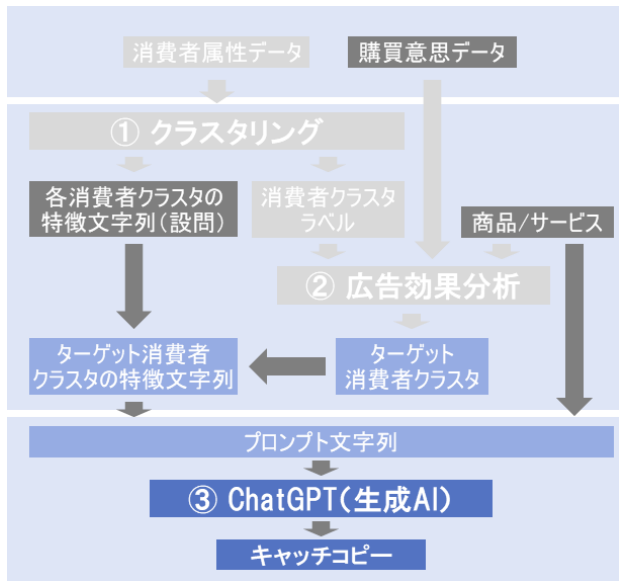 消費者属性データ
購買意思データ
① クラスタリング
各消費者クラスタの
特徴文字列(設問)
消費者クラスタ
ラベル
商品/サービス
② 広告効果分析
ターゲット消費者
クラスタの特徴文字列
ターゲット
消費者クラスタ
プロンプト文字列
③ ChatGPT(生成AI)
キャッチコピー